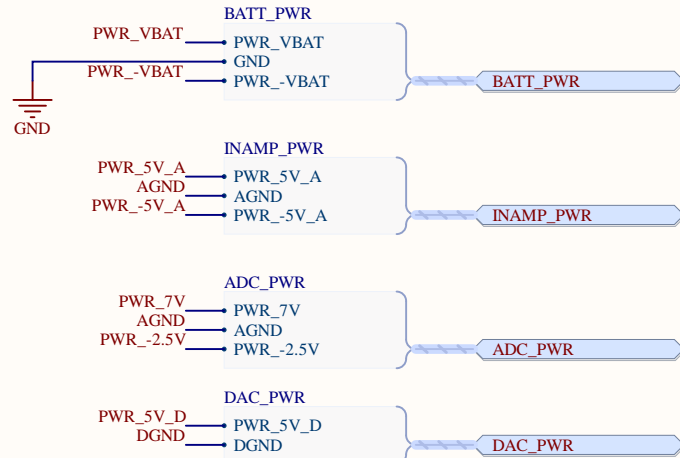 BATT_PWR
PWR_VBAT PWR_VBAT
GND
PWR_-VBAT PWR_-VBAT BATT_PWR
GND
INAMP_PWR
PWR_5V_A PWR_5V_A
AGND AGND
PWR_-5V_A PWR_-5V_A INAMP_PWR
ADC_PWR
PWR_7V PWR_7V
AGND AGND
PWR_-2.5V PWR_-2.5V ADC_PWR
DAC_PWR
PWR_5V_D PWR_5V_D
DGND DGND DAC_PWR